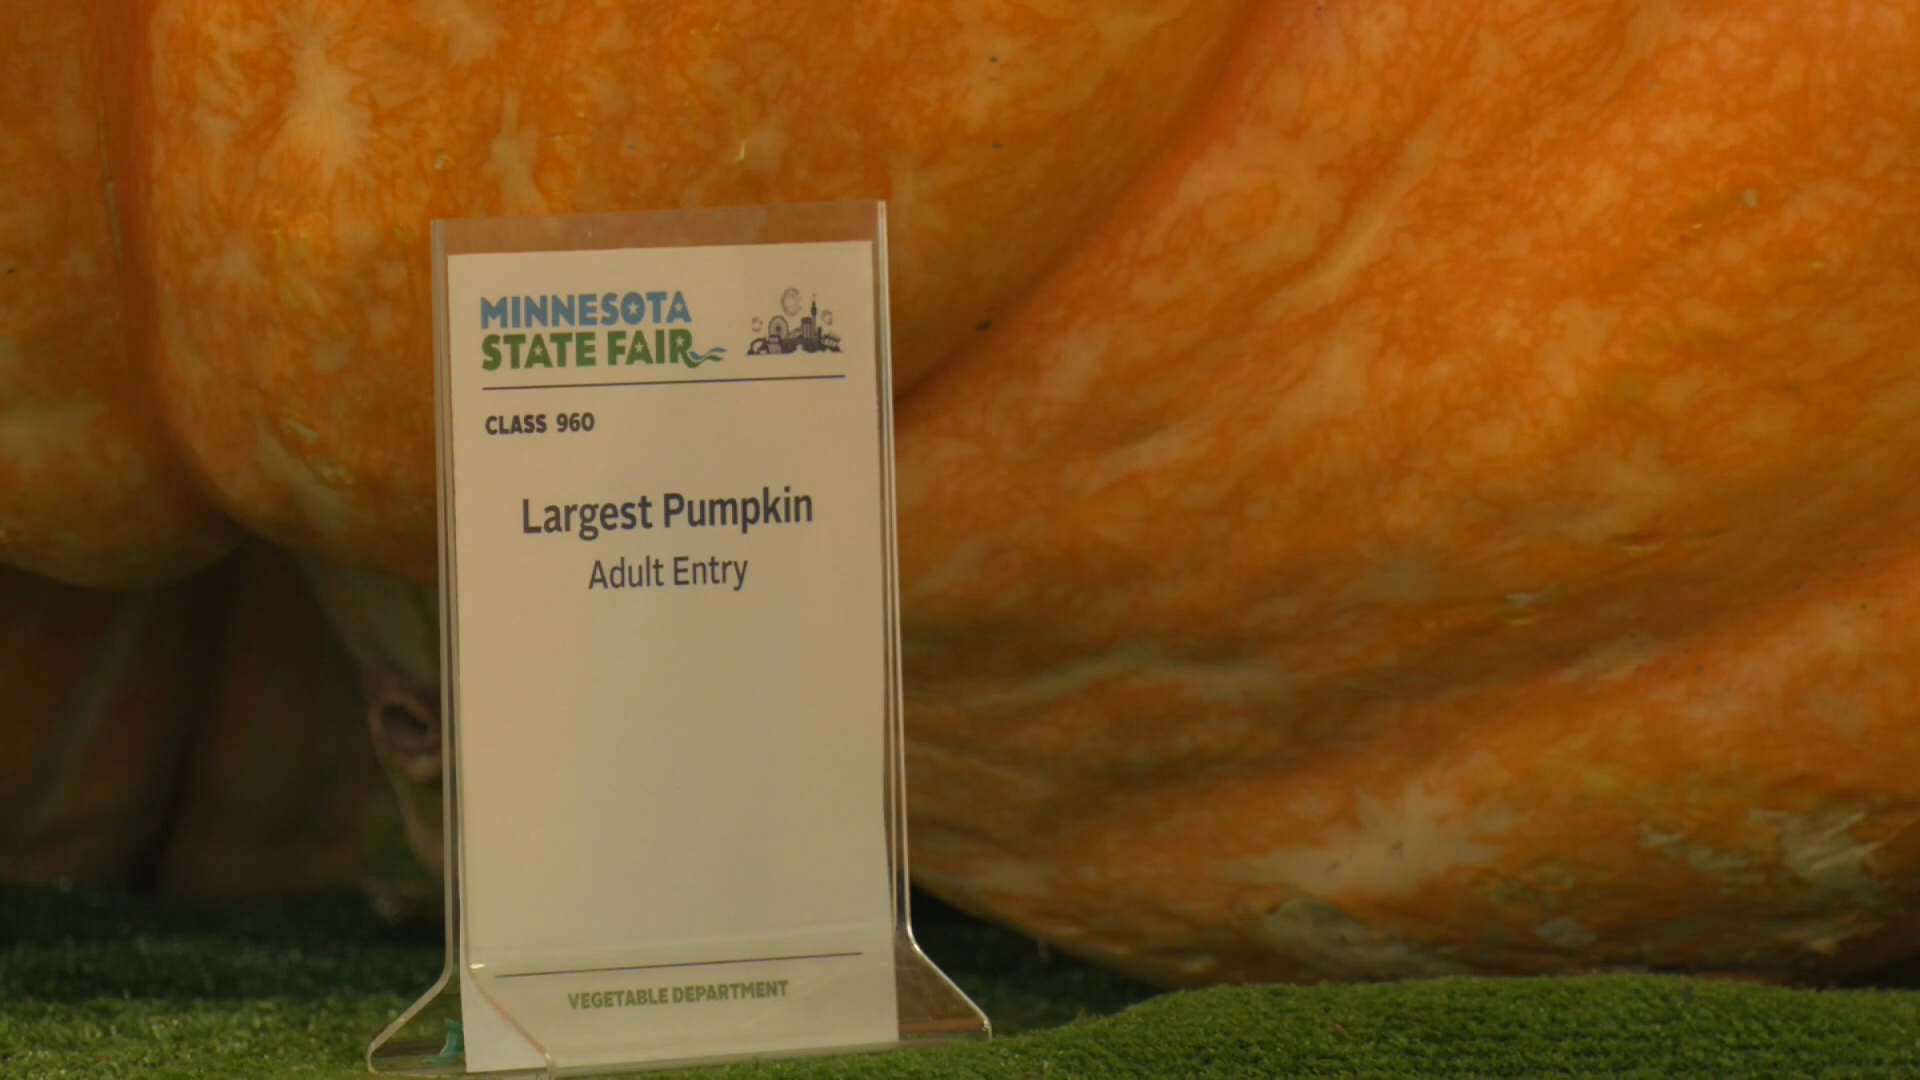 MINNESOTA
STATE FAIR
CLASS 960
Largest Pumpkin
Adult Entry
VEGETABLE DEPARTMENT